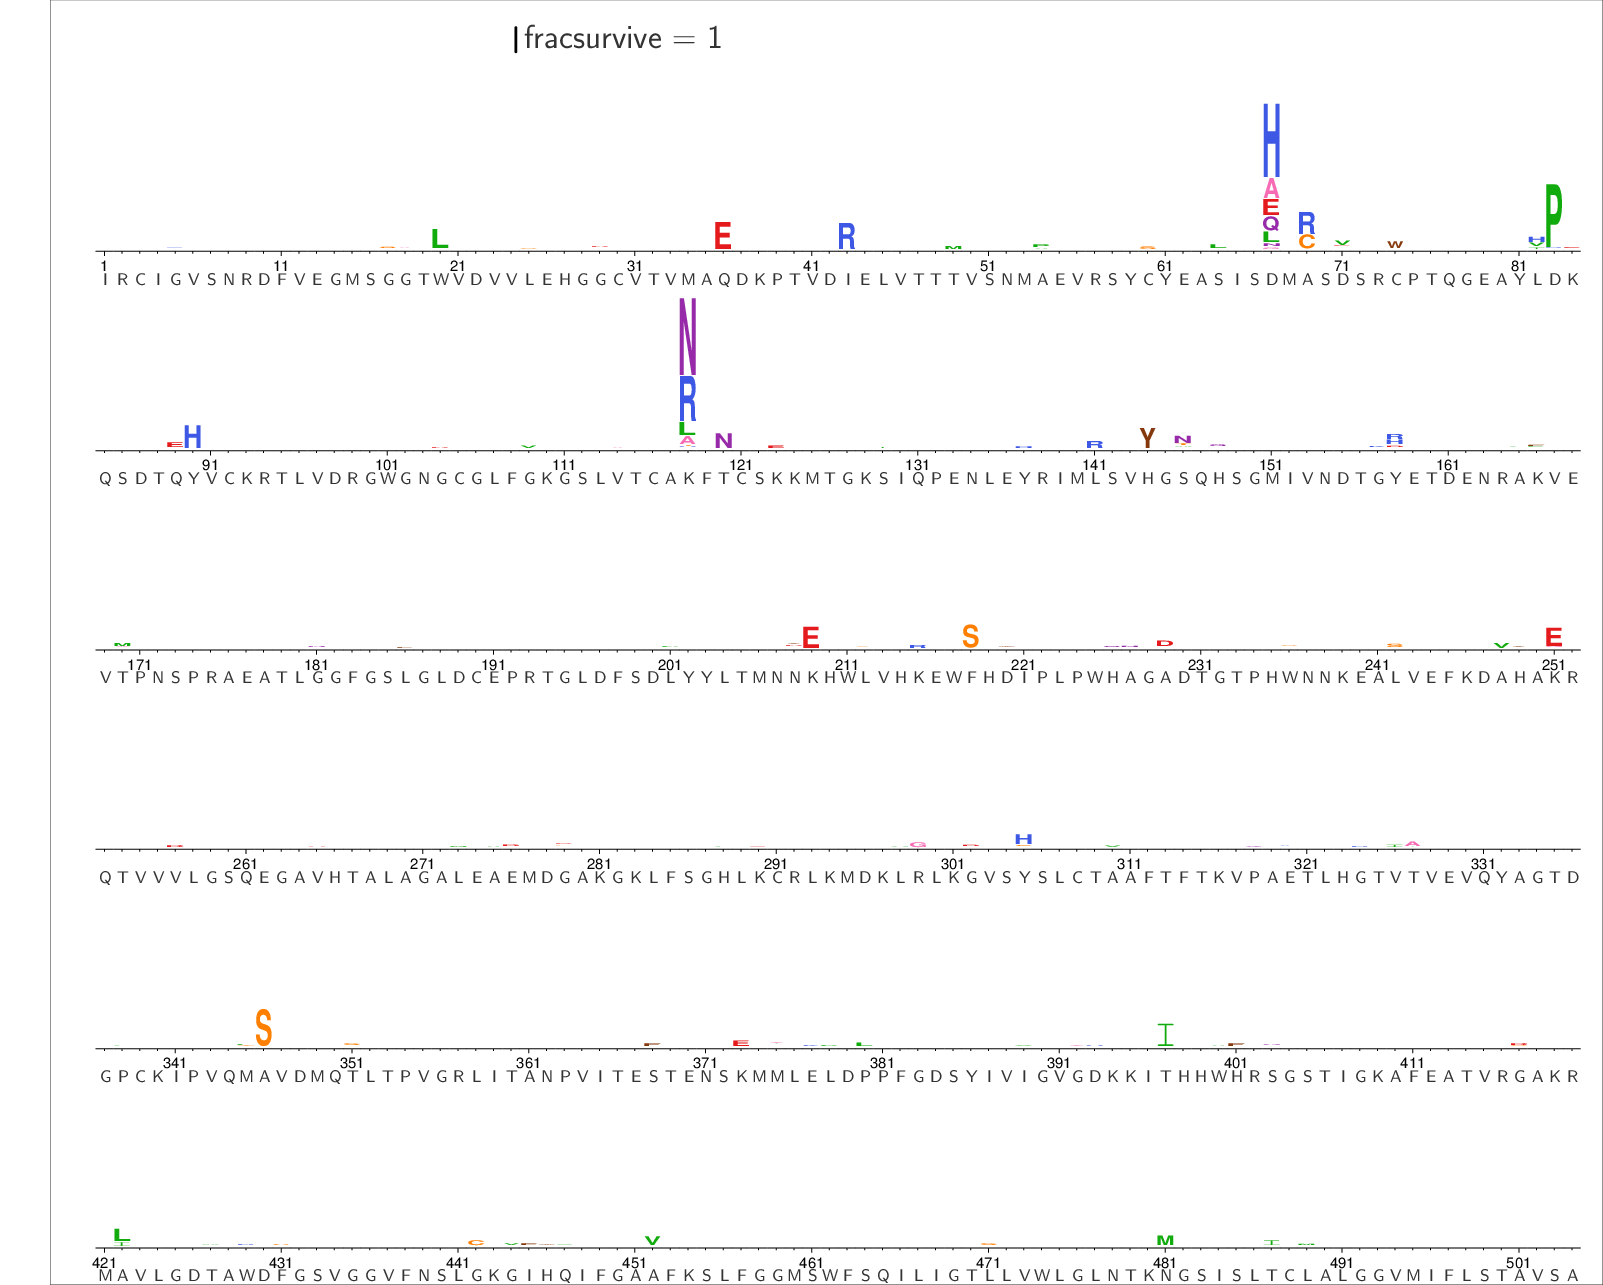 fracsurvive = 1
H
A
E
Q
L
R
C
P
L
E
R
M
P
L
V
W
H
V
1 11 21 31 41 51 61 71 81
I R C I G V S N R D F V E G M S G G T W V D V V L E H G G C V T V M A Q D K P T V D I E L V T T T V S N M A E V R S Y C Y E A S I S D M A S D S R C P T Q G E A Y L D K
N
R
L
A
E H V N E R Y N R H
91 101 111 121 131 141 151 161
Q S D T Q Y V C K R T L V D R G W G N G C G L F G K G S L V T C A K F T C S K K M T G K S I Q P E N L E Y R I M L S V H G S Q H S G M I V N D T G Y E T D E N R A K V E
M E S D V E
171 181 191 201 211 221 231 241 251
V T P N S P R A E A T L G G F G S L G L D C E P R T G L D F S D L Y Y L T M N N K H W L V H K E W F H D I P L P W H A G A D T G T P H W N N K E A L V E F K D A H A K R
G H A
261 271 281 291 301 311 321 331
Q T V V V L G S Q E G A V H T A L A G A L E A E M D G A K G K L F S G H L K C R L K M D K L R L K G V S Y S L C T A A F T F T K V P A E T L H G T V T V E V Q Y A G T D
S E L I
341 351 361 371 381 391 401 411
G P C K I P V Q M A V D M Q T L T P V G R L I T A N P V I T E S T E N S K M M L E L D P P F G D S Y I V I G V G D K K I T H H W H R S G S T I G K A F E A T V R G A K R
L C V M
421 431 441 451 461 471 481 491 501
M A V L G D T A W D F G S V G G V F N S L G K G I H Q I F G A A F K S L F G G M S W F S Q I L I G T L L V W L G L N T K N G S I S L T C L A L G G V M I F L S T A V S A